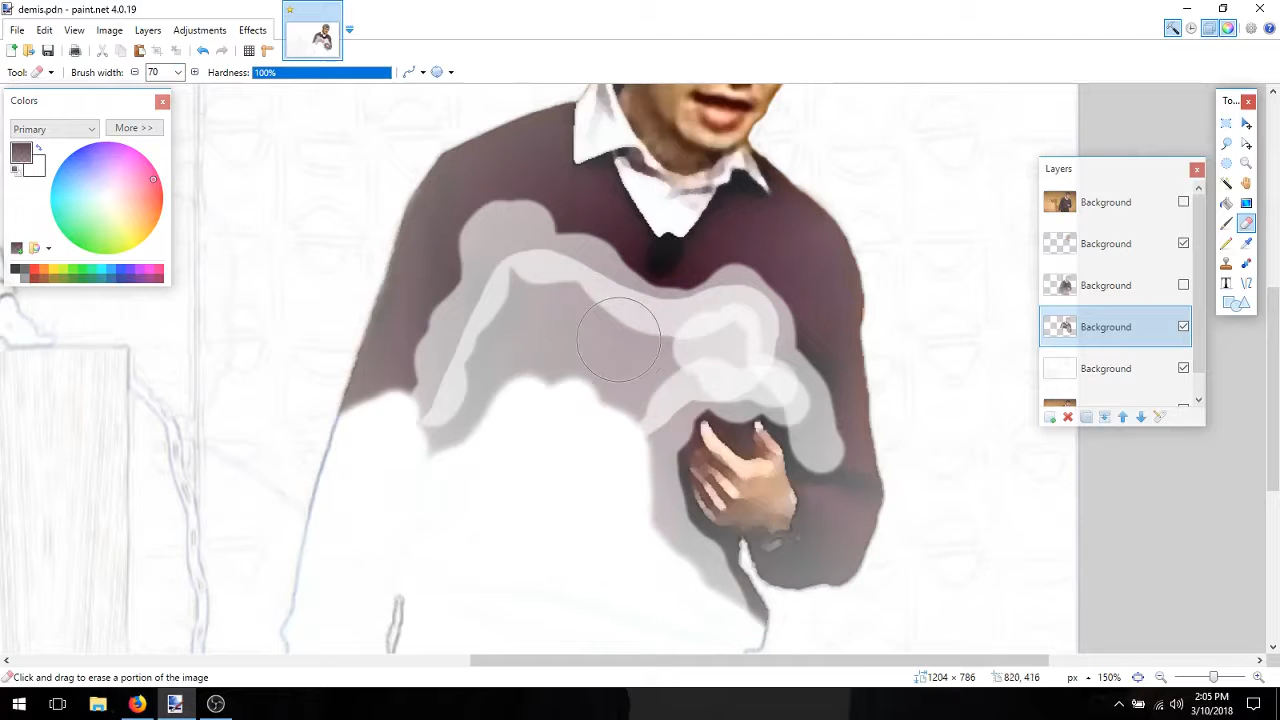 demis.pdn - paint.net 4.0.19
File Edit View Image Layers Adjustments Effects
Tool: Brush width: 70 Hardness: 100%
Colors
Primary More >>
To...
Layers
Background
Background
Background
Background
Background
Click and drag to erase a portion of the image
1204 × 786 820, 416 px 150%
2:05 PM
3/10/2018